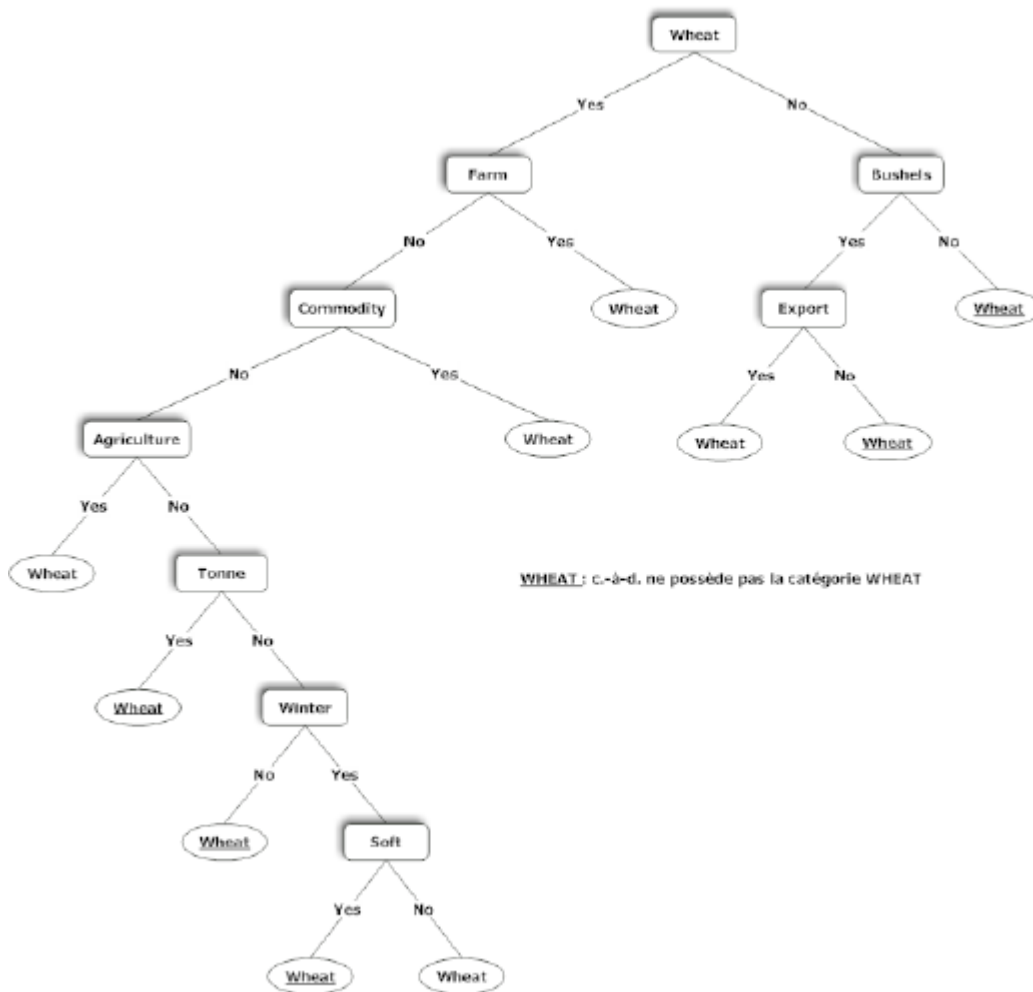 Wheat
Yes No
Farm Bushels
No Yes Yes No
Commodity Wheat Export Wheat
No Yes Yes No
Agriculture Wheat Wheat Wheat
Yes No
Wheat Tonne WHEAT : c.-à-d. ne possède pas la catégorie WHEAT
Yes No
Wheat Winter
No Yes
Wheat Soft
Yes No
Wheat Wheat